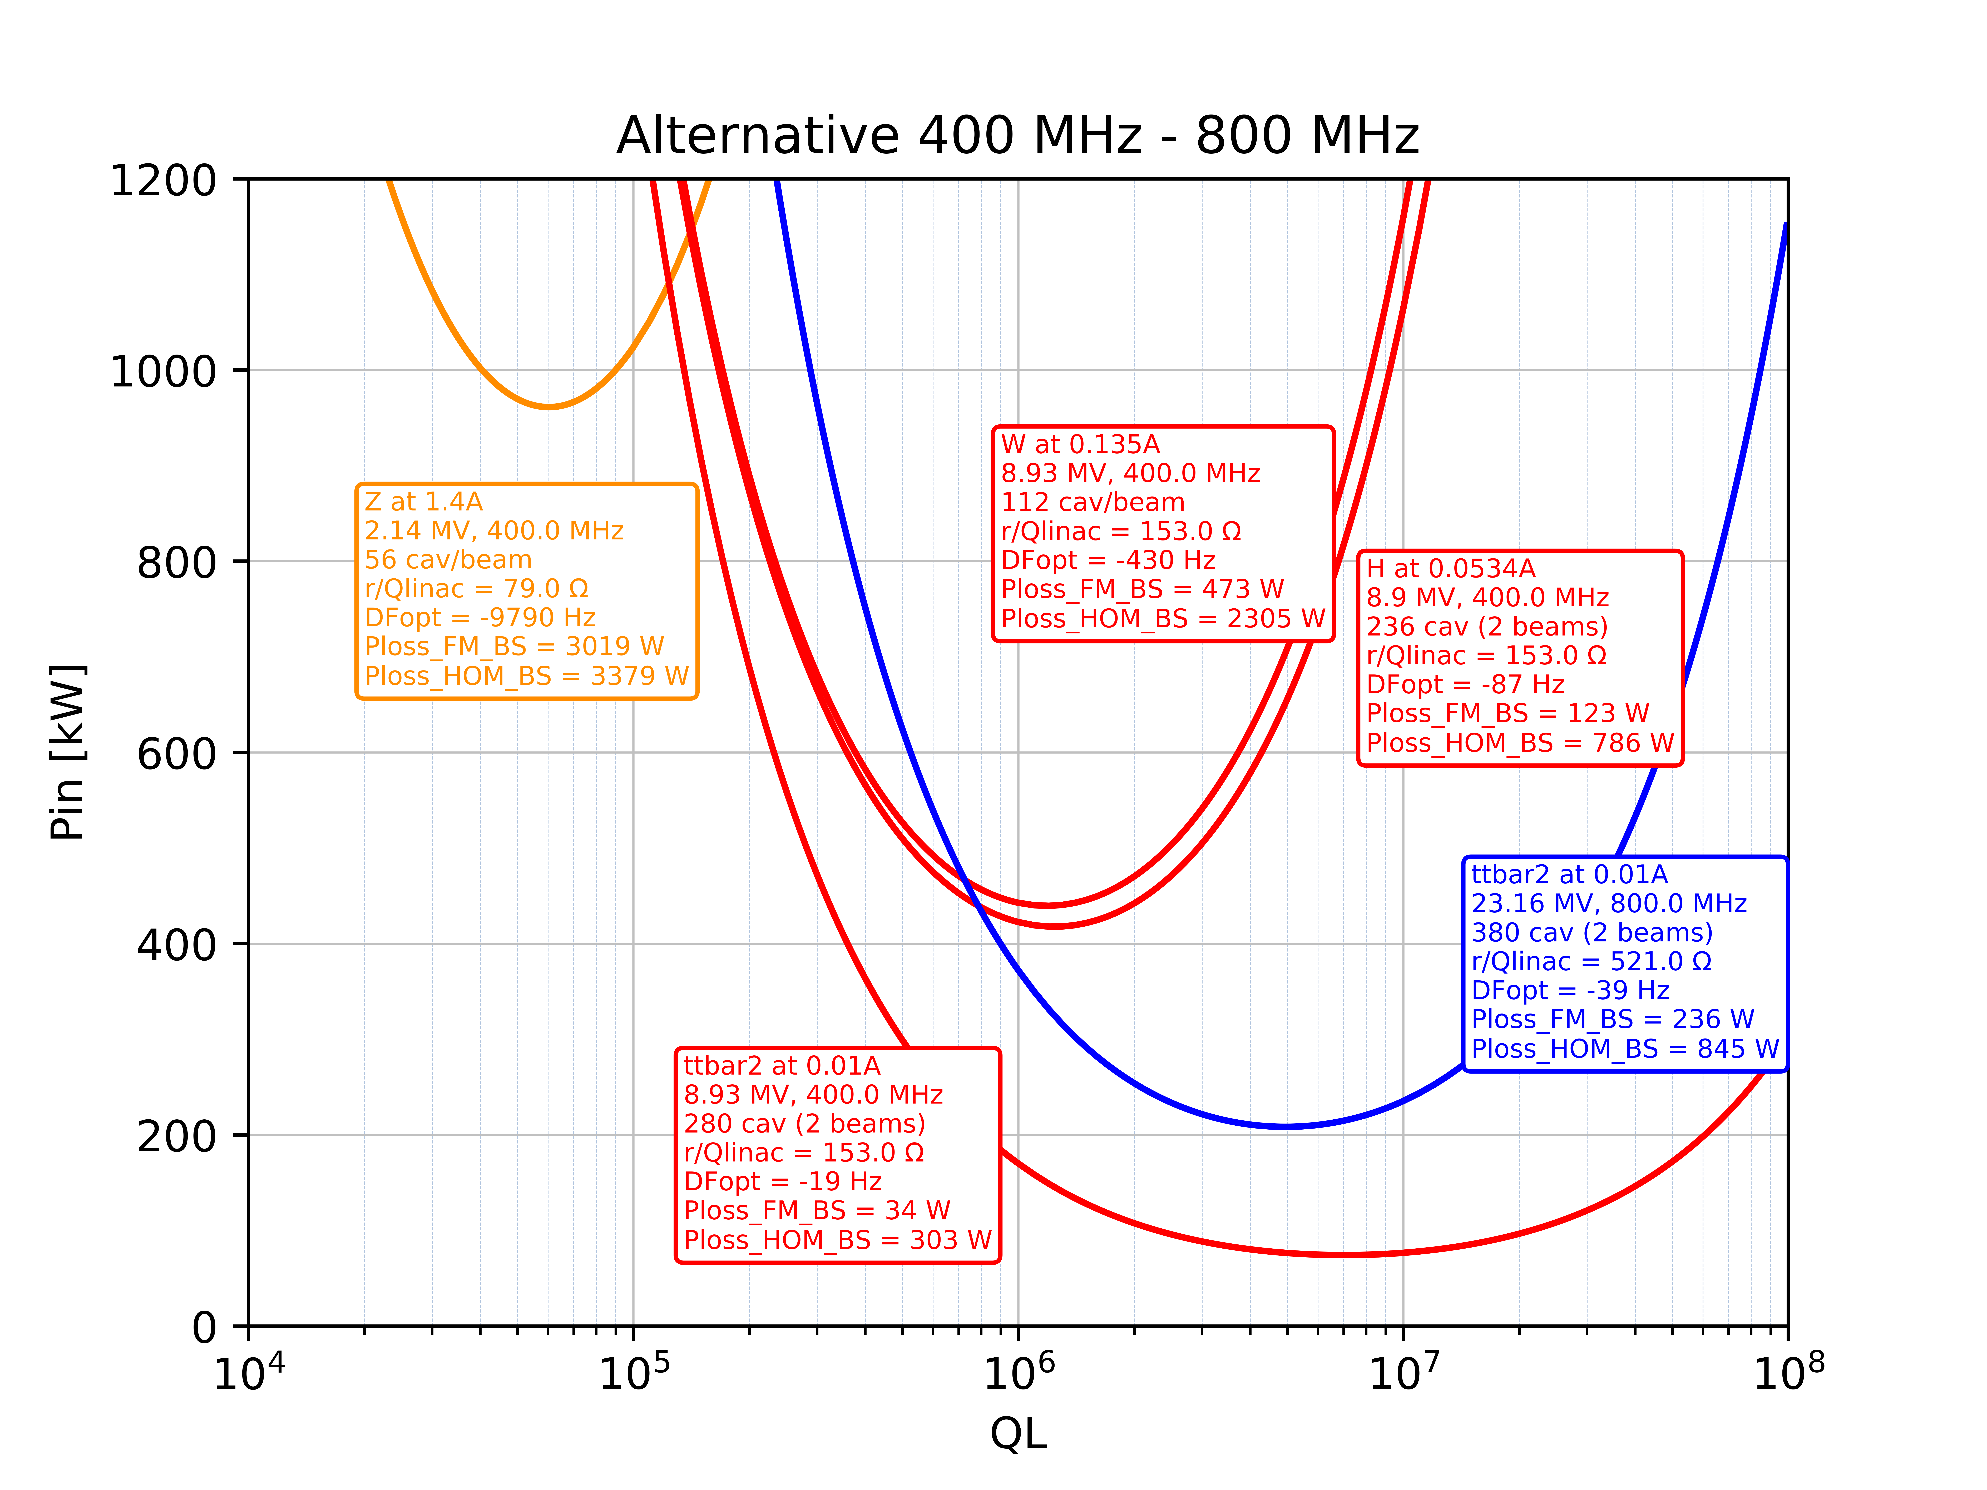 Alternative 400 MHz - 800 MHz
1200
1000
800
600
400
200
0
Pin [kW]
Z at 1.4A
2.14 MV, 400.0 MHz
56 cav/beam
r/Qlinac = 79.0 Ω
DFopt = -9790 Hz
Ploss_FM_BS = 3019 W
Ploss_HOM_BS = 3379 W
W at 0.135A
8.93 MV, 400.0 MHz
112 cav/beam
r/Qlinac = 153.0 Ω
DFopt = -430 Hz
Ploss_FM_BS = 473 W
Ploss_HOM_BS = 2305 W
H at 0.0534A
8.9 MV, 400.0 MHz
236 cav (2 beams)
r/Qlinac = 153.0 Ω
DFopt = -87 Hz
Ploss_FM_BS = 123 W
Ploss_HOM_BS = 786 W
ttbar2 at 0.01A
23.16 MV, 800.0 MHz
380 cav (2 beams)
r/Qlinac = 521.0 Ω
DFopt = -39 Hz
Ploss_FM_BS = 236 W
Ploss_HOM_BS = 845 W
ttbar2 at 0.01A
8.93 MV, 400.0 MHz
280 cav (2 beams)
r/Qlinac = 153.0 Ω
DFopt = -19 Hz
Ploss_FM_BS = 34 W
Ploss_HOM_BS = 303 W
10⁴ 10⁵ 10⁶ 10⁷ 10⁸
QL